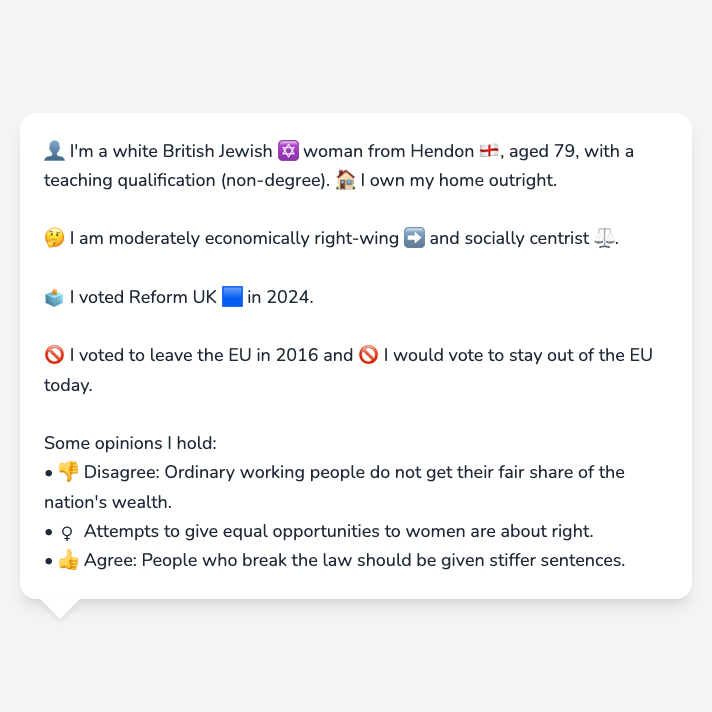 👤 I'm a white British Jewish ✡️ woman from Hendon 🏴󠁧󠁢󠁥󠁮󠁧󠁿, aged 79, with a
teaching qualification (non-degree). 🏠 I own my home outright.
🤔 I am moderately economically right-wing ➡️ and socially centrist ⚖️.
🗳️ I voted Reform UK 🟦 in 2024.
🚫 I voted to leave the EU in 2016 and 🚫 I would vote to stay out of the EU
today.
Some opinions I hold:
• 👎 Disagree: Ordinary working people do not get their fair share of the
nation's wealth.
• ♀ Attempts to give equal opportunities to women are about right.
• 👍 Agree: People who break the law should be given stiffer sentences.